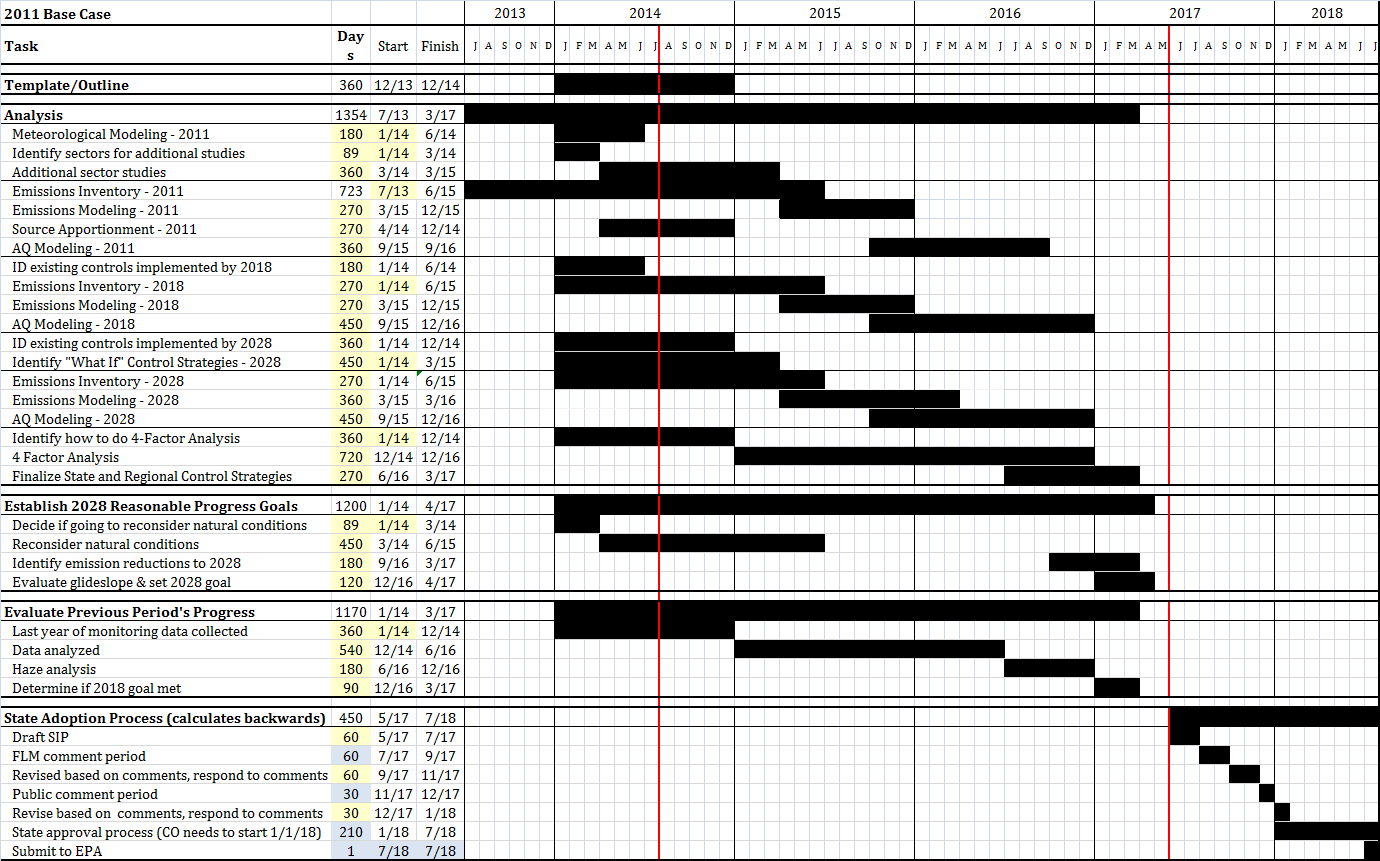 2011 Base Case 2013 2014 2015 2016 2017 2018
Task Day s Start Finish J A S O N D J F M A M J J A S O N D J F M A M J J A S O N D J F M A M J J A S O N D J F M A M J J A S O N D J F M A M J J
Template/Outline 360 12/13 12/14
Analysis 1354 7/13 3/17
Meteorological Modeling - 2011 180 1/14 6/14
Identify sectors for additional studies 89 1/14 3/14
Additional sector studies 360 3/14 3/15
Emissions Inventory - 2011 723 7/13 6/15
Emissions Modeling - 2011 270 3/15 12/15
Source Apportionment - 2011 270 4/14 12/14
AQ Modeling - 2011 360 9/15 9/16
ID existing controls implemented by 2018 180 1/14 6/14
Emissions Inventory - 2018 270 1/14 6/15
Emissions Modeling - 2018 270 3/15 12/15
AQ Modeling - 2018 450 9/15 12/16
ID existing controls implemented by 2028 360 1/14 12/14
Identify "What If" Control Strategies - 2028 450 1/14 3/15
Emissions Inventory - 2028 270 1/14 6/15
Emissions Modeling - 2028 360 3/15 3/16
AQ Modeling - 2028 450 9/15 12/16
Identify how to do 4-Factor Analysis 360 1/14 12/14
4 Factor Analysis 720 12/14 12/16
Finalize State and Regional Control Strategies 270 6/16 3/17
Establish 2028 Reasonable Progress Goals 1200 1/14 4/17
Decide if going to reconsider natural conditions 89 1/14 3/14
Reconsider natural conditions 450 3/14 6/15
Identify emission reductions to 2028 180 9/16 3/17
Evaluate glideslope & set 2028 goal 120 12/16 4/17
Evaluate Previous Period's Progress 1170 1/14 3/17
Last year of monitoring data collected 360 1/14 12/14
Data analyzed 540 12/14 6/16
Haze analysis 180 6/16 12/16
Determine if 2018 goal met 90 12/16 3/17
State Adoption Process (calculates backwards) 450 5/17 7/18
Draft SIP 60 5/17 7/17
FLM comment period 60 7/17 9/17
Revised based on comments, respond to comments 60 9/17 11/17
Public comment period 30 11/17 12/17
Revise based on comments, respond to comments 30 12/17 1/18
State approval process (CO needs to start 1/1/18) 210 1/18 7/18
Submit to EPA 1 7/18 7/18